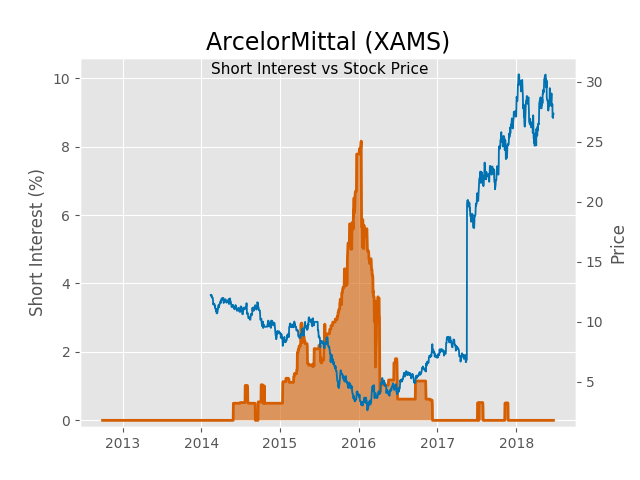 ArcelorMittal (XAMS)
Short Interest vs Stock Price
Short Interest (%)
10
8
6
4
2
0
30
25
20
15
10
5
Price
2013 2014 2015 2016 2017 2018